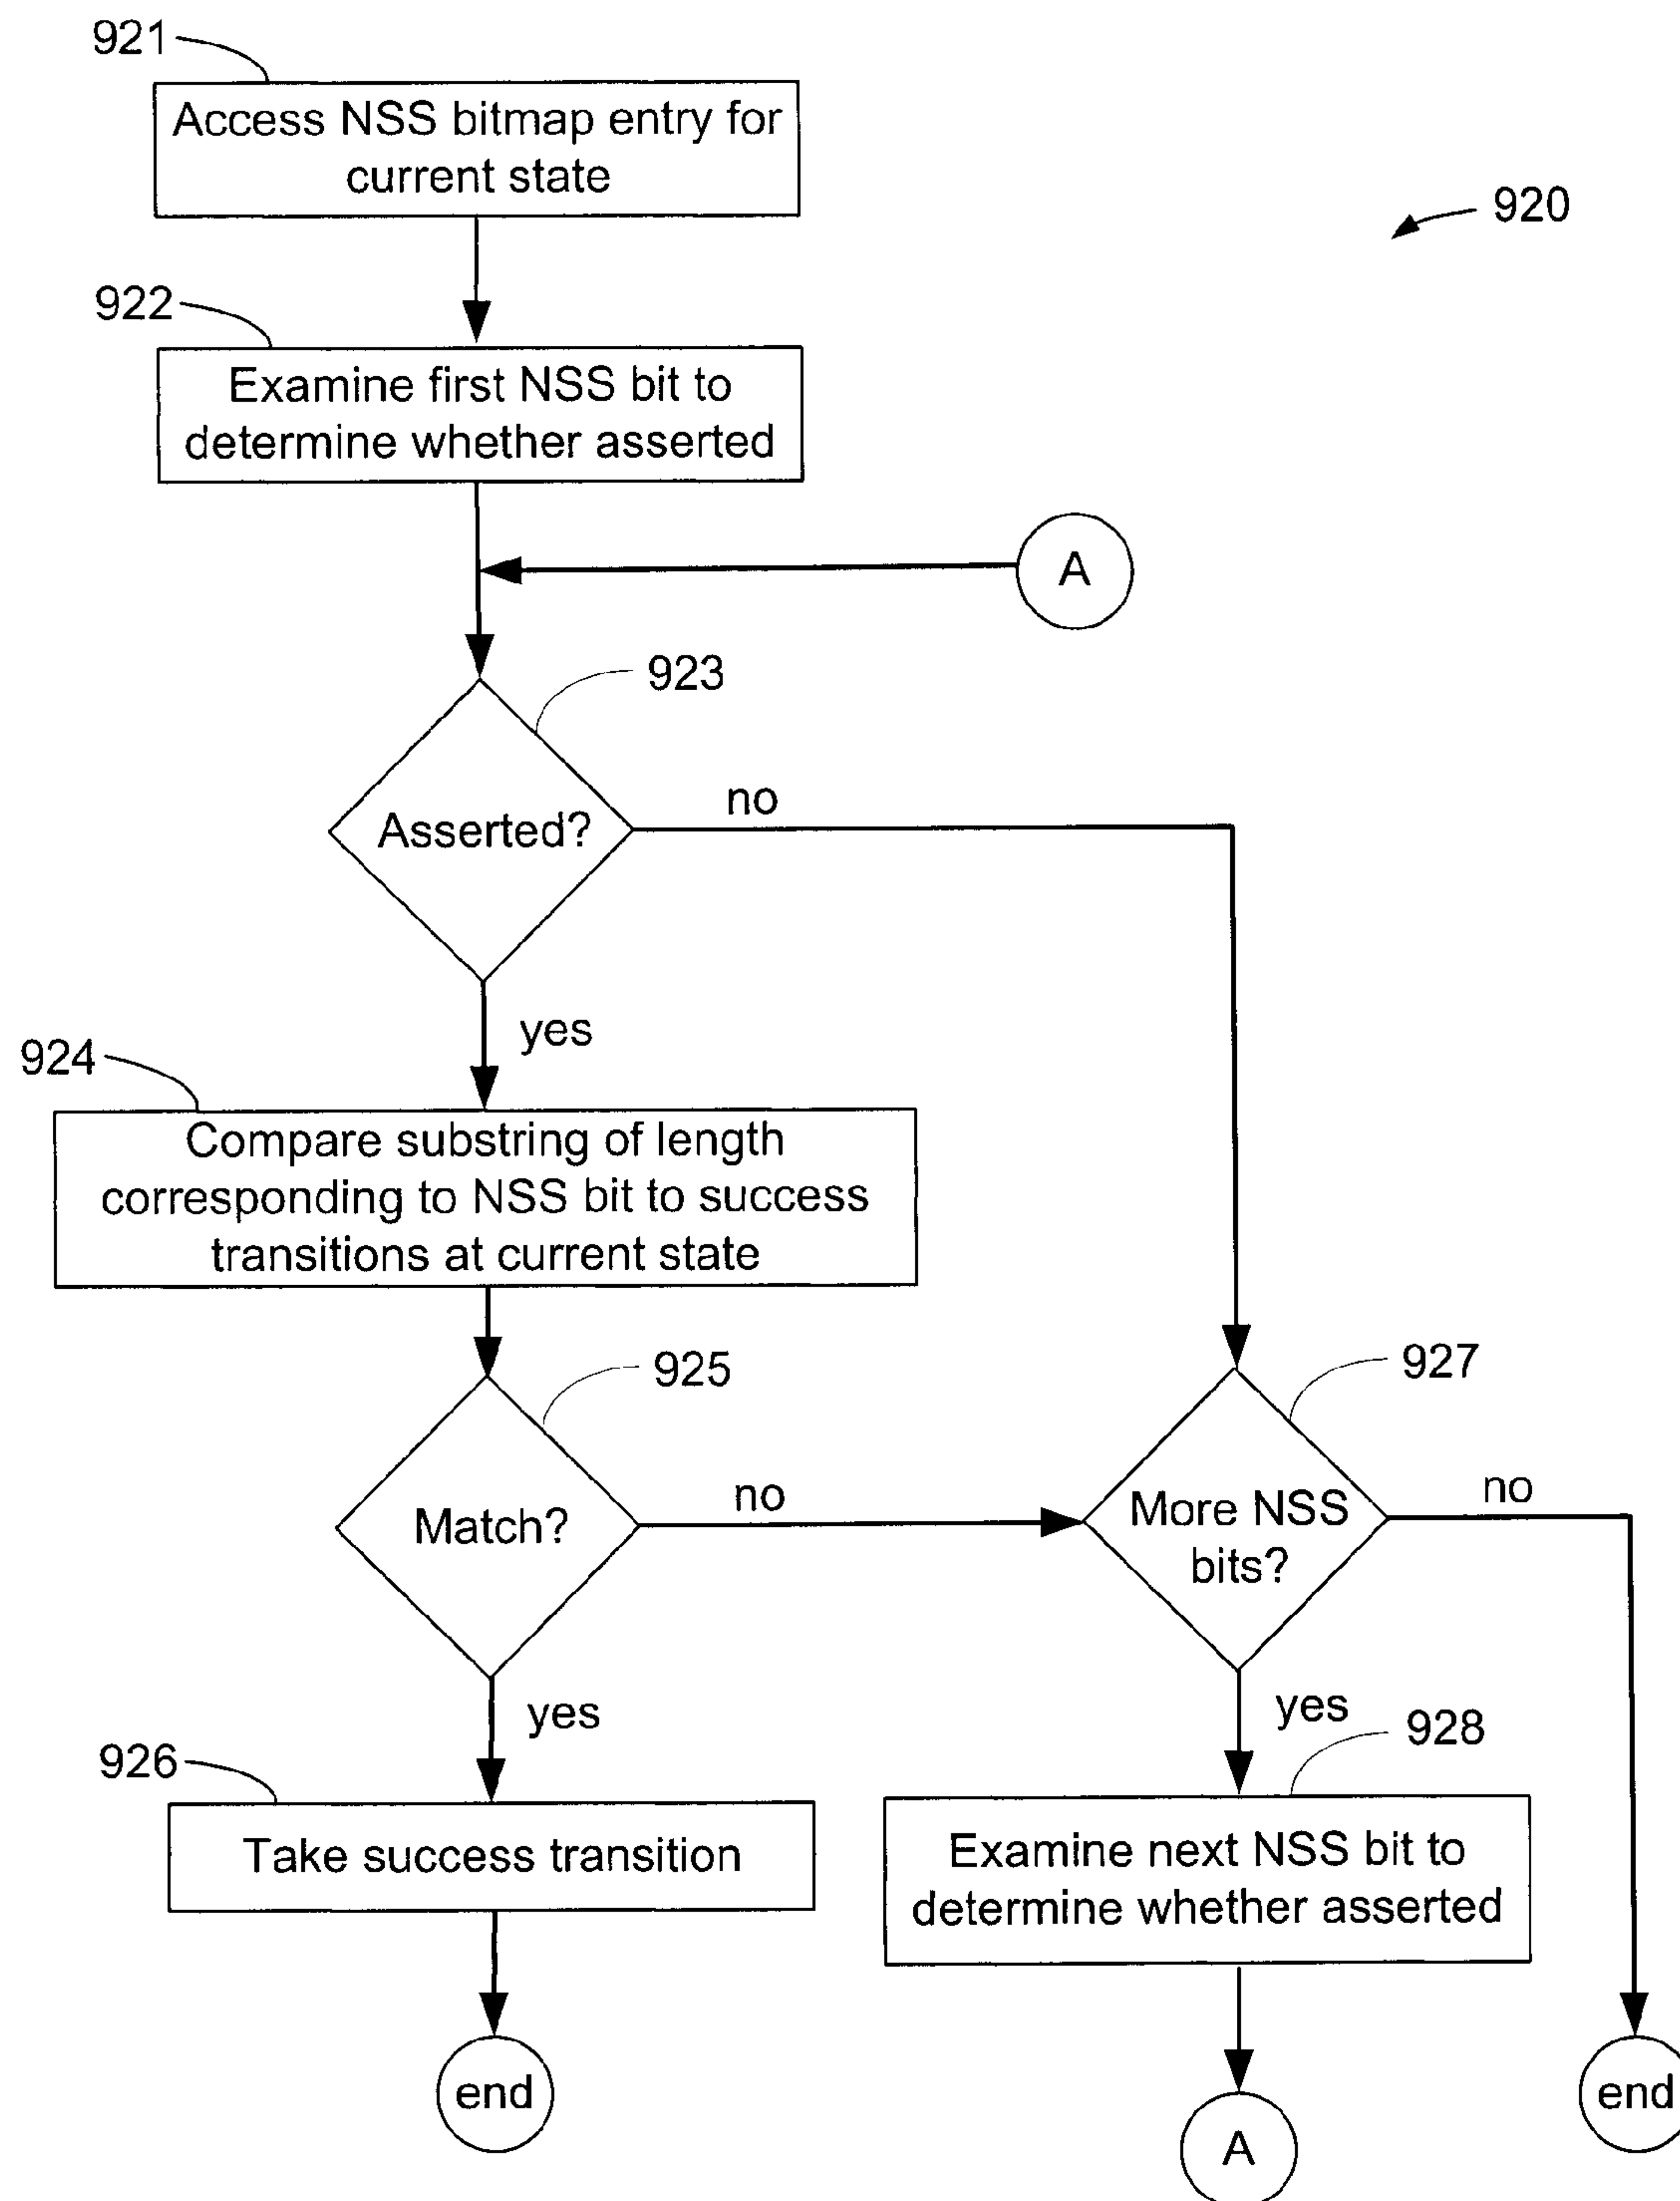 921
Access NSS bitmap entry for
current state
920
922
Examine first NSS bit to
determine whether asserted
A
923
Asserted?
no
yes
924
Compare substring of length
corresponding to NSS bit to success
transitions at current state
925
927
Match?
no
More NSS
bits?
no
yes
yes
926
928
Take success transition
Examine next NSS bit to
determine whether asserted
end
end
A